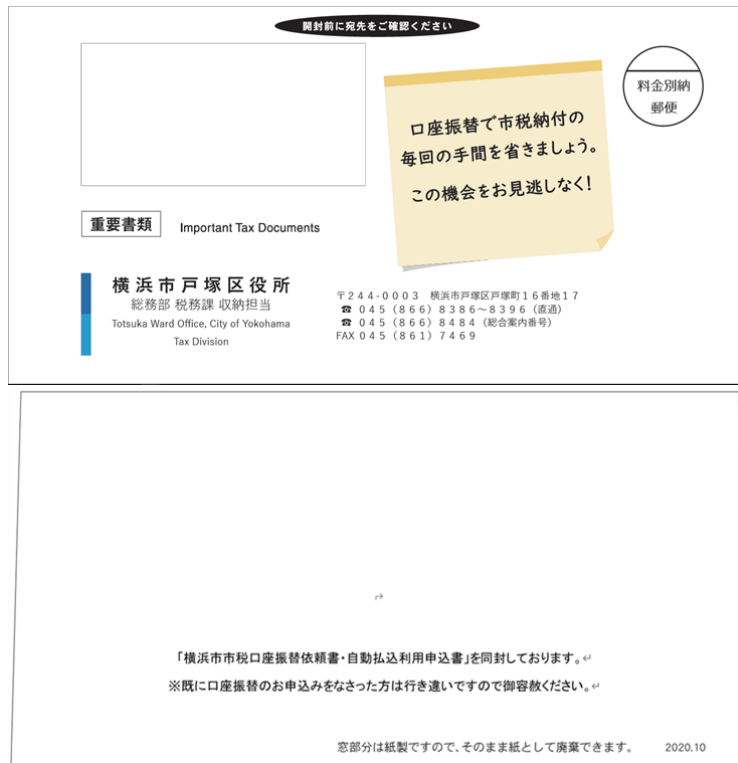 開封前に宛先をご確認ください
料金別納
郵便
口座振替で市税納付の
毎回の手間を省きましょう。
この機会をお見逃しなく!
重要書類 Important Tax Documents
横浜市戸塚区役所
総務部 税務課 収納担当
Totsuka Ward Office, City of Yokohama
Tax Division
〒244-0003 横浜市戸塚区戸塚町16番地17
☎ 045 (866) 8386~8396 (直通)
☎ 045 (866) 8484 (総合案内番号)
FAX 045 (861) 7469
「横浜市市税口座振替依頼書・自動払込利用申込書」を同封しております。
※既に口座振替のお申込みをなさった方は行き違いですので御容赦ください。
窓部分は紙製ですので、そのまま紙として廃棄できます。 2020.10